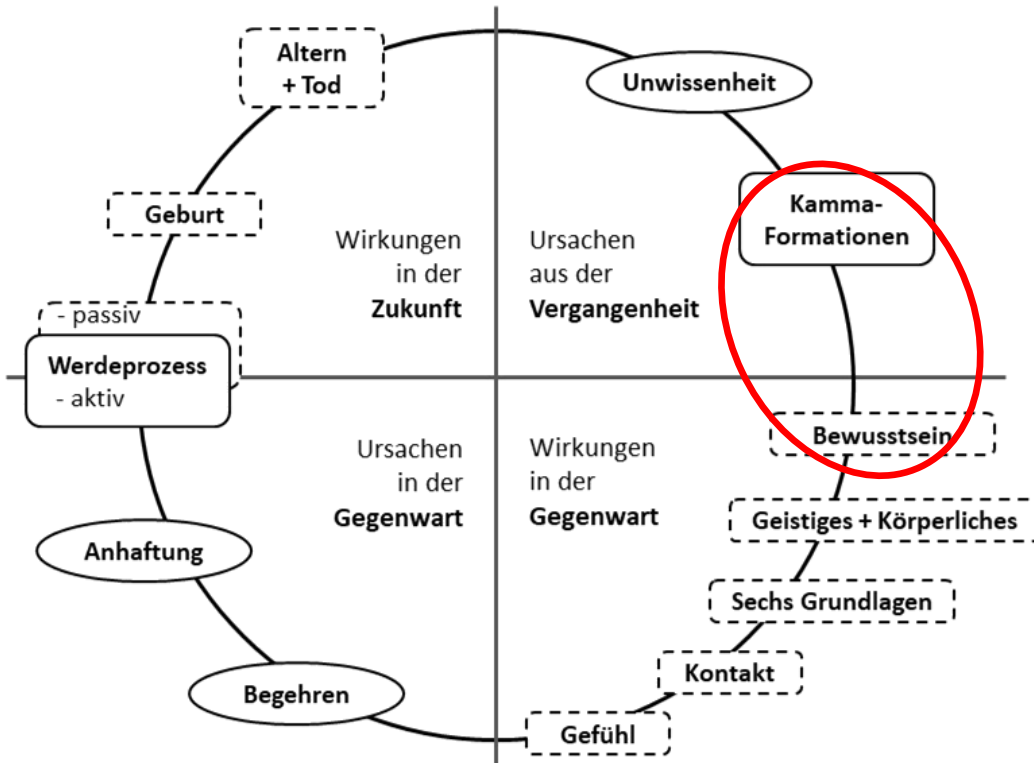 Altern
+ Tod
Unwissenheit
Geburt
Kamma-
Formationen
Wirkungen
in der
Zukunft
Ursachen
aus der
Vergangenheit
- passiv
Werdeprozess
- aktiv
Ursachen
in der
Gegenwart
Wirkungen
in der
Gegenwart
Bewusstsein
Geistiges + Körperliches
Anhaftung
Sechs Grundlagen
Kontakt
Begehren
Gefühl